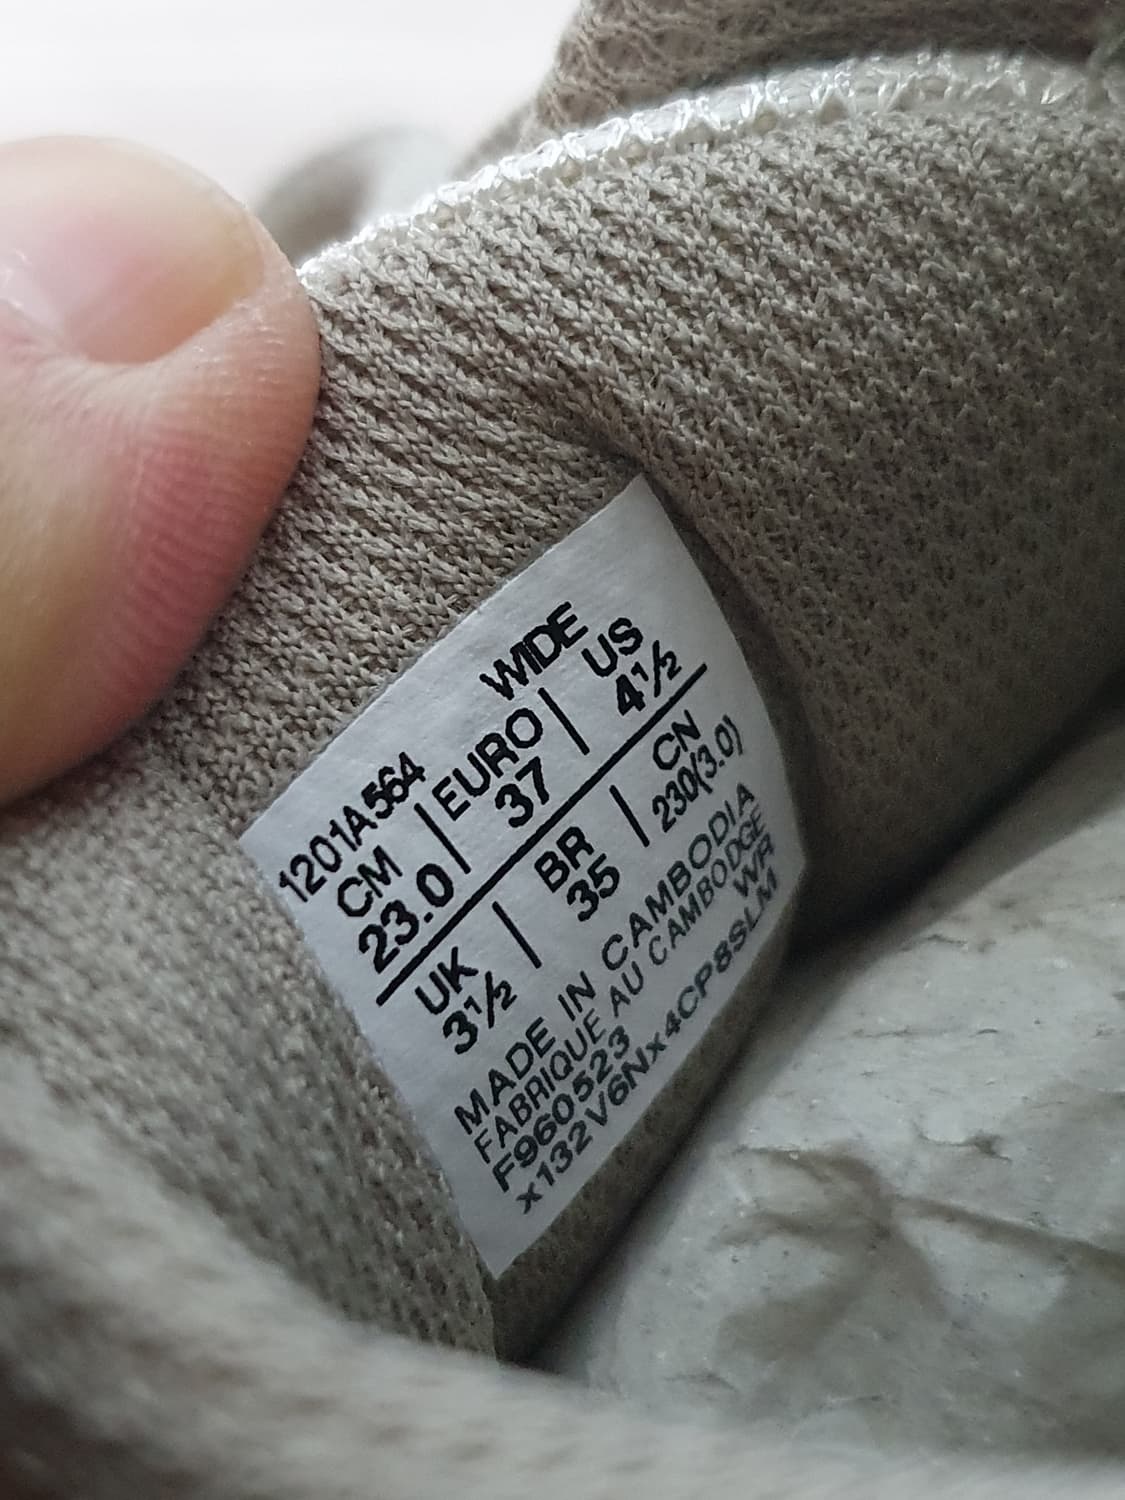 1201A564 WIDE
CM | EURO | US
23.0 37 4½
UK | BR | CN
3½ 35 230(3.0)
MADE IN CAMBODIA
FABRIQUE AU CAMBODGE
F960523 WR
x132V6Nx4CP8SLM